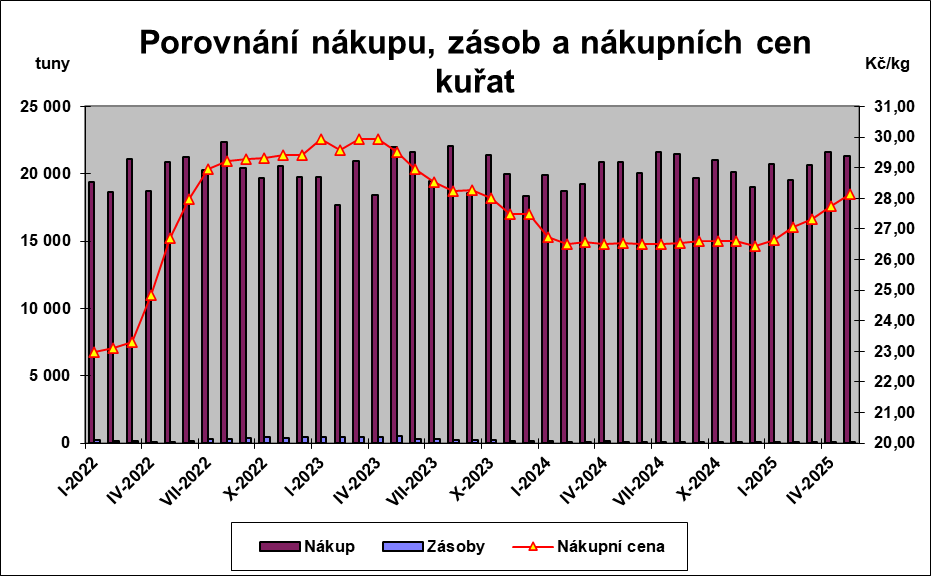 Porovnání nákupu, zásob a nákupních cen
kuřat
tuny
Kč/kg
25 000
20 000
15 000
10 000
5 000
0
31,00
30,00
29,00
28,00
27,00
26,00
25,00
24,00
23,00
22,00
21,00
20,00
I-2022
IV-2022
VII-2022
X-2022
I-2023
IV-2023
VII-2023
X-2023
I-2024
IV-2024
VII-2024
X-2024
I-2025
IV-2025
Nákup
Zásoby
Nákupní cena